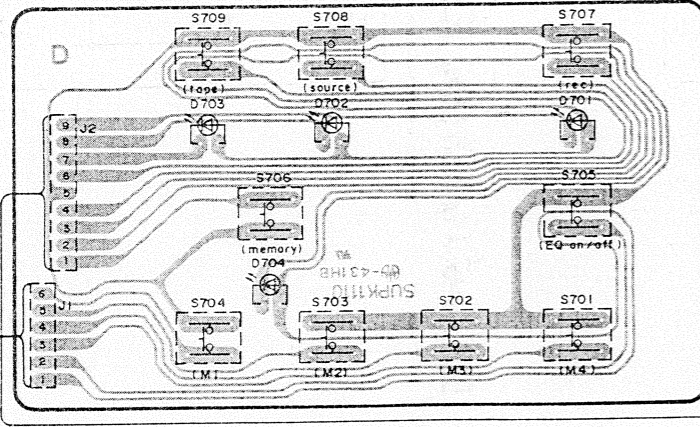 S709 S708 S707
D
(tape) (source) (rec)
D703 D702 D701
J2
9
8
7
6
5
4
3
2
1
S706 S705
(memory) (EQ on/off)
D704
SUPK1110
-431HB
J1
6
5
4
3
2
1
S704 S703 S702 S701
(M1) (M2) (M3) (M4)